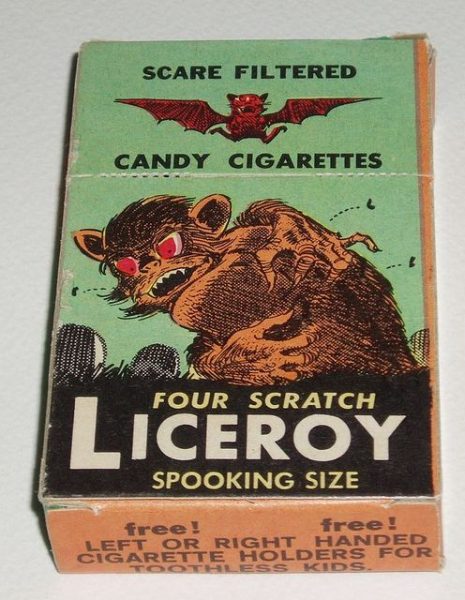 SCARE FILTERED
CANDY CIGARETTES
FOUR SCRATCH
LICEROY
SPOOKING SIZE
free! free!
LEFT OR RIGHT HANDED
CIGARETTE HOLDERS FOR
TOOTHLESS KIDS.